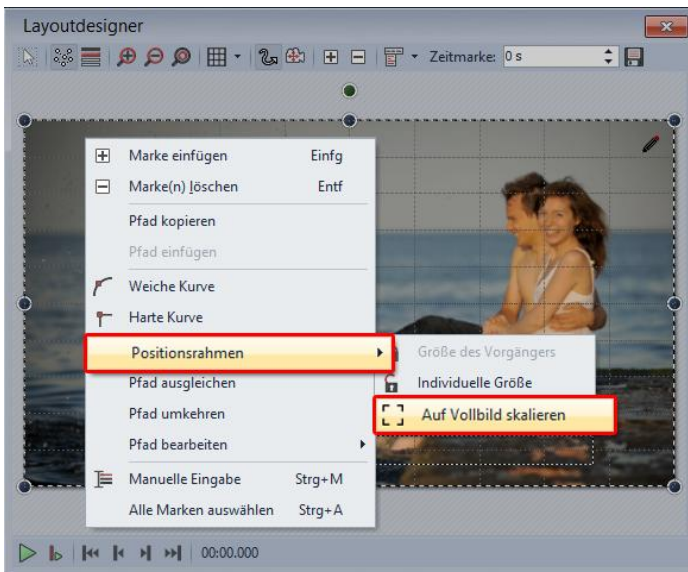 Layoutdesigner
Zeitmarke: 0 s
Marke einfügen Einfg
Marke(n) löschen Entf
Pfad kopieren
Pfad einfügen
Weiche Kurve
Harte Kurve
Positionsrahmen
Größe des Vorgängers
Pfad ausgleichen
Individuelle Größe
Pfad umkehren
Auf Vollbild skalieren
Pfad bearbeiten
Manuelle Eingabe Strg+M
Alle Marken auswählen Strg+A
00:00.000